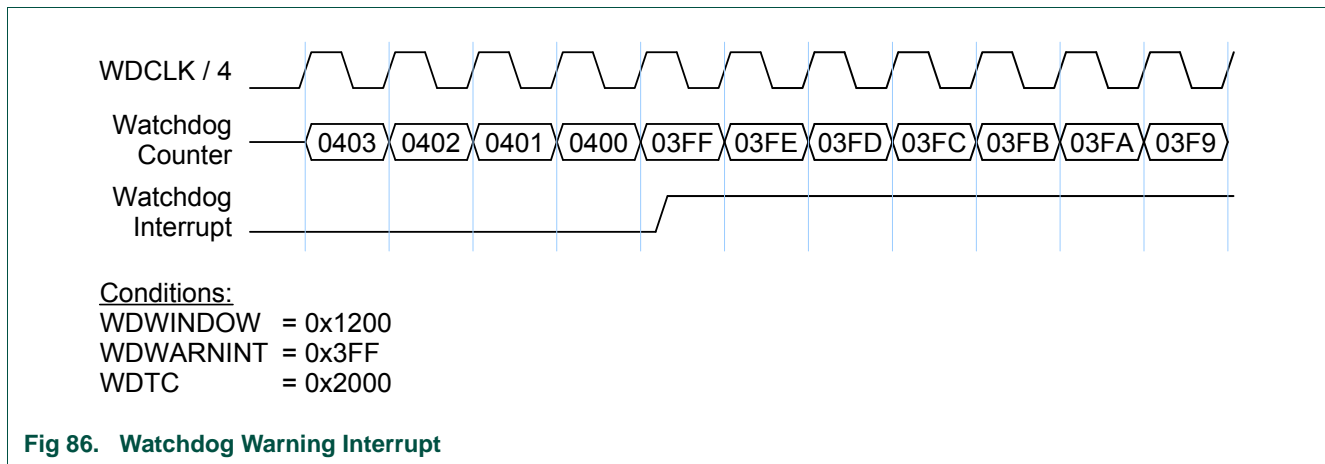 WDCLK / 4
Watchdog
Counter
0403 0402 0401 0400 03FF 03FE 03FD 03FC 03FB 03FA 03F9
Watchdog
Interrupt
Conditions:
WDWINDOW = 0x1200
WDWARNINT = 0x3FF
WDTC = 0x2000
Fig 86. Watchdog Warning Interrupt